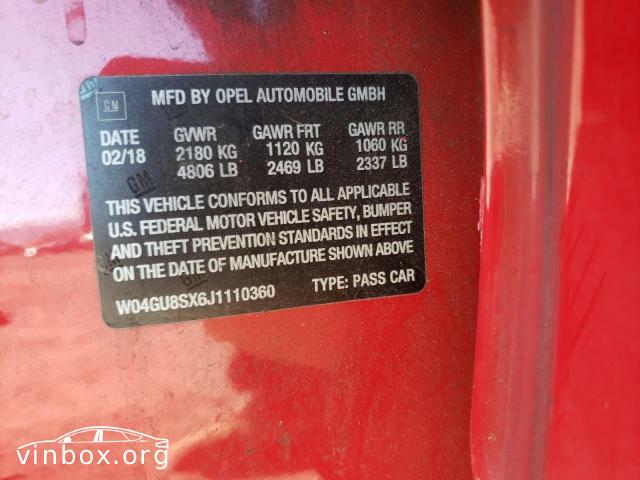 GM
MFD BY OPEL AUTOMOBILE GMBH
DATE GVWR GAWR FRT GAWR RR
02/18 2180 KG 1120 KG 1060 KG
4806 LB 2469 LB 2337 LB
THIS VEHICLE CONFORMS TO ALL APPLICABLE
U.S. FEDERAL MOTOR VEHICLE SAFETY, BUMPER
AND THEFT PREVENTION STANDARDS IN EFFECT
ON THE DATE OF MANUFACTURE SHOWN ABOVE
W04GU8SX6J1110360 TYPE: PASS CAR
vinbox.org